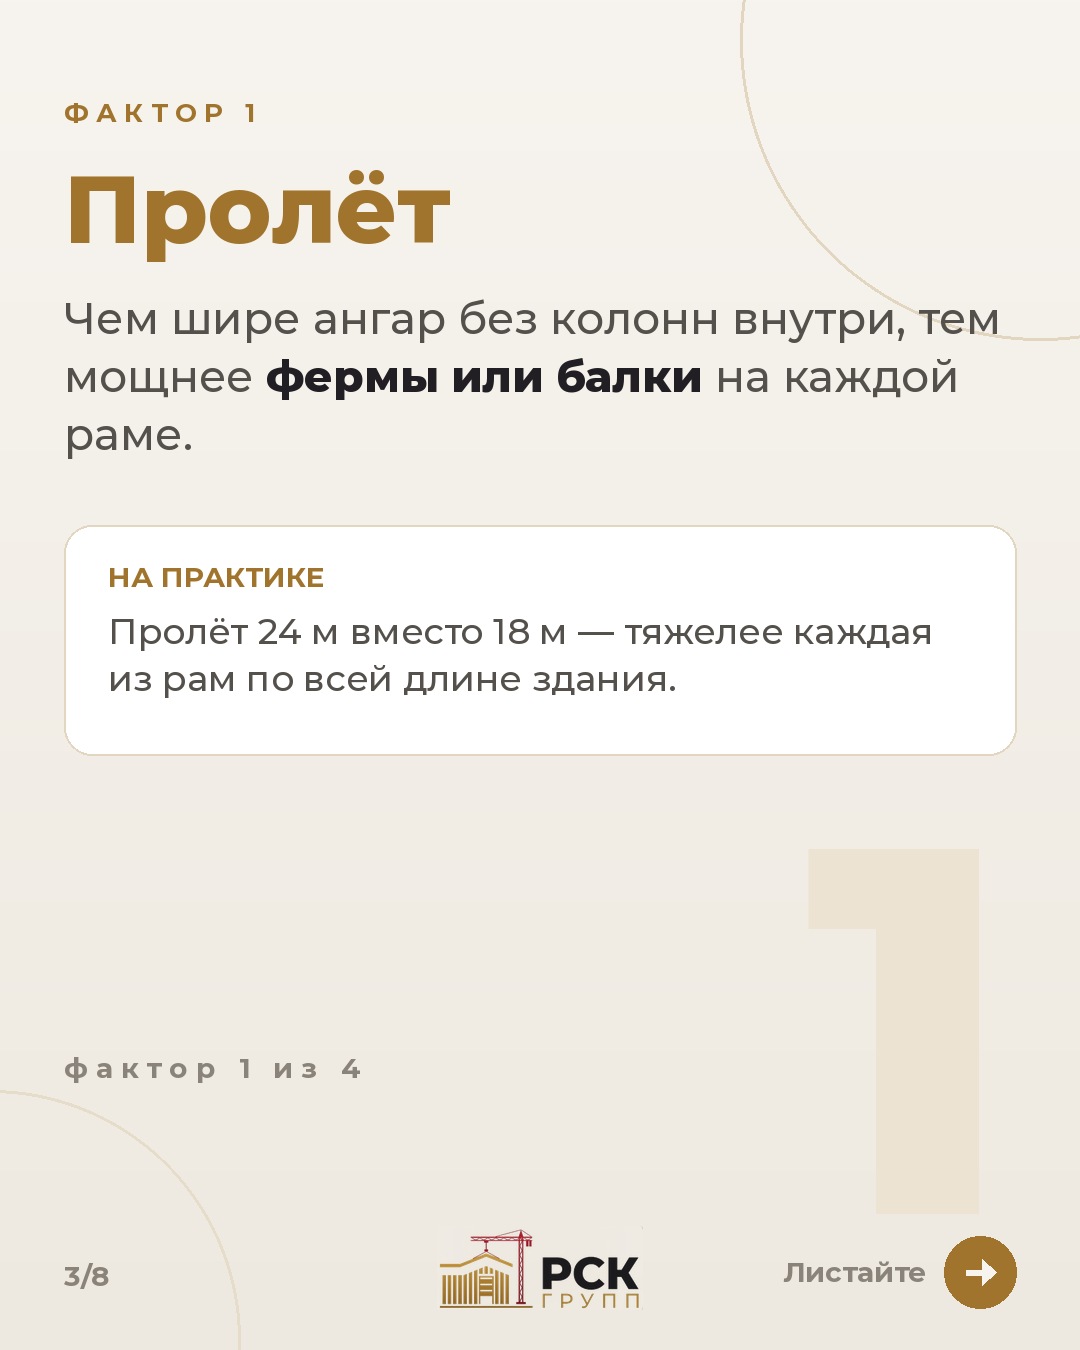 ФАКТОР 1
Пролёт
Чем шире ангар без колонн внутри, тем
мощнее фермы или балки на каждой
раме.
НА ПРАКТИКЕ
Пролёт 24 м вместо 18 м — тяжелее каждая
из рам по всей длине здания.
1
фактор 1 из 4
3/8
РСК
ГРУПП
Листайте